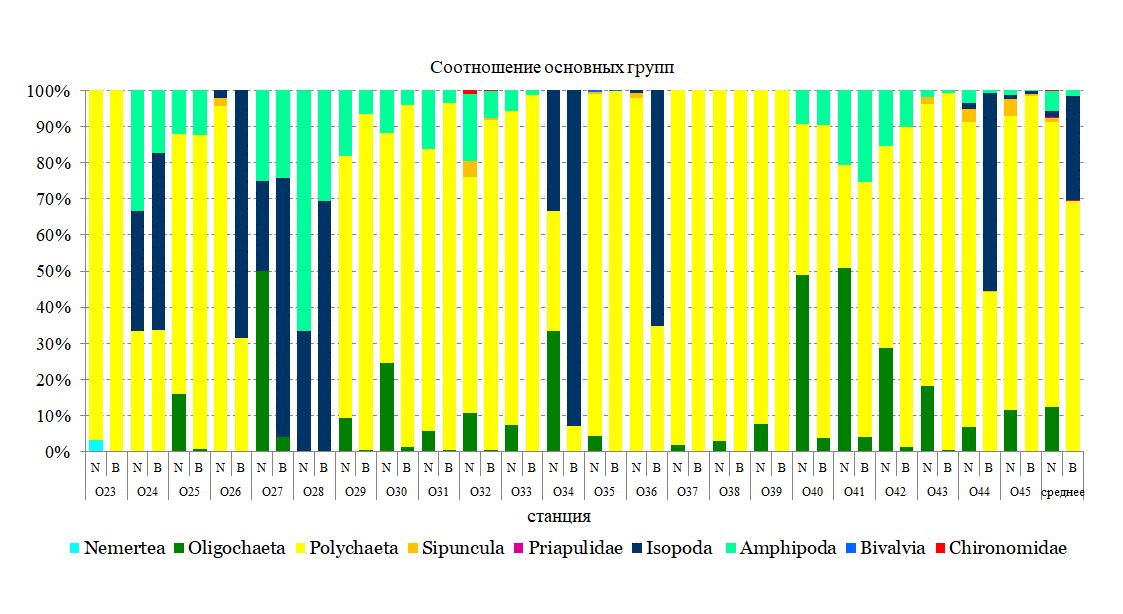 Соотношение основных групп
100%
90%
80%
70%
60%
50%
40%
30%
20%
10%
0%
N B N B N B N B N B N B N B N B N B N B N B N B N B N B N B N B N B N B N B N B N B N B N B N B
O23 O24 O25 O26 O27 O28 O29 O30 O31 O32 O33 O34 O35 O36 O37 O38 O39 O40 O41 O42 O43 O44 O45 среднее
станция
Nemertea Oligochaeta Polychaeta Sipuncula Priapulidae Isopoda Amphipoda Bivalvia Chironomidae